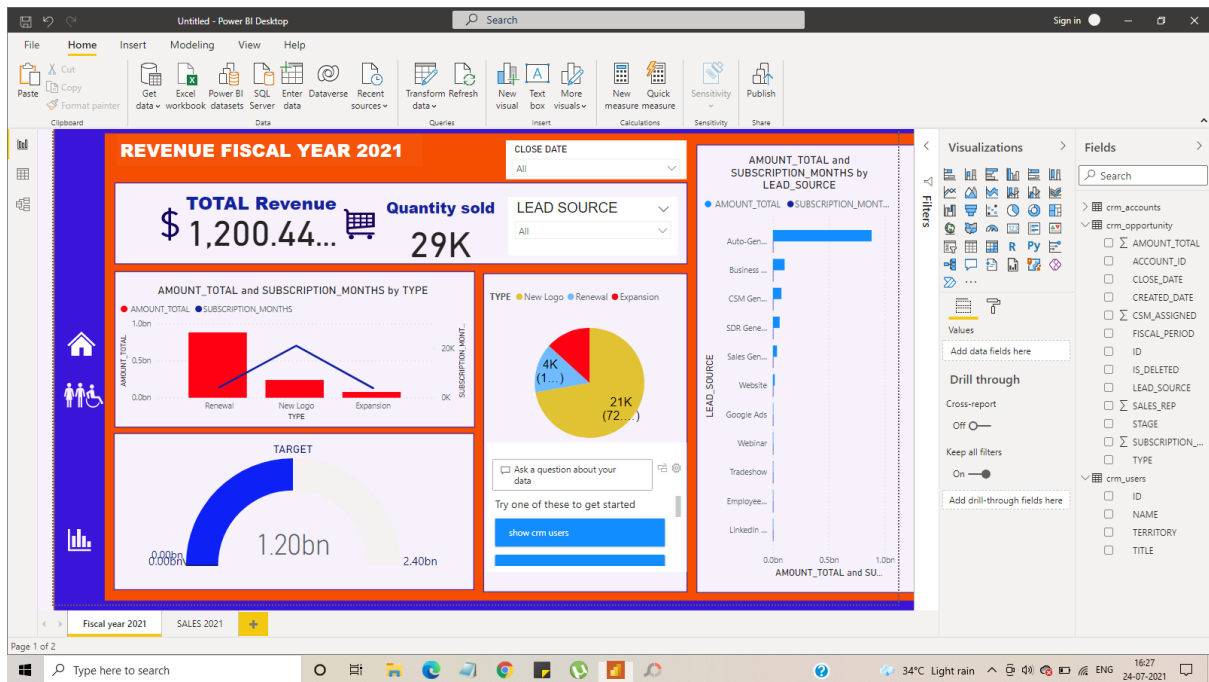 Untitled - Power BI Desktop
Search
Sign in
File Home Insert Modeling View Help
Paste
Cut
Copy
Format painter
Clipboard
Get data
Excel workbook
Power BI datasets
SQL Server
Enter data
Dataverse
Recent sources
Data
Transform data
Refresh
Queries
New visual
Text box
More visuals
Insert
New measure
Quick measure
Calculations
Sensitivity
Sensitivity
Publish
Share
REVENUE FISCAL YEAR 2021
CLOSE DATE
All
TOTAL Revenue
$ 1,200.44...
Quantity sold
29K
LEAD SOURCE
All
AMOUNT_TOTAL and SUBSCRIPTION_MONTHS by TYPE
AMOUNT_TOTAL SUBSCRIPTION_MONTHS
1.0bn
0.5bn
0.0bn
AMOUNT_TOTAL
20K
0K
SUBSCRIPTION_MONT...
Renewal New Logo Expansion
TYPE
TYPE New Logo Renewal Expansion
4K
(1...)
21K
(72....)
TARGET
0.00bn
0.00bn
1.20bn
2.40bn
Ask a question about your
data
Try one of these to get started
show crm users
AMOUNT_TOTAL and
SUBSCRIPTION_MONTHS by
LEAD_SOURCE
AMOUNT_TOTAL SUBSCRIPTION_MONT...
LEAD_SOURCE
Auto-Gen...
Business ...
CSM Gen...
SDR Gene...
Sales Gen...
Website
Google Ads
Webinar
Tradeshow
Employee...
LinkedIn ...
0.0bn 0.5bn 1.0bn
AMOUNT_TOTAL and SU...
Filters
Visualizations
R Py
Values
Add data fields here
Drill through
Cross-report
Off
Keep all filters
On
Add drill-through fields here
Fields
Search
crm_accounts
crm_opportunity
∑ AMOUNT_TOTAL
ACCOUNT_ID
CLOSE_DATE
CREATED_DATE
∑ CSM_ASSIGNED
FISCAL_PERIOD
ID
IS_DELETED
LEAD_SOURCE
∑ SALES_REP
STAGE
∑ SUBSCRIPTION_...
TYPE
crm_users
ID
NAME
TERRITORY
TITLE
Fiscal year 2021 SALES 2021 +
Page 1 of 2
Type here to search
34°C Light rain
ENG
16:27
24-07-2021